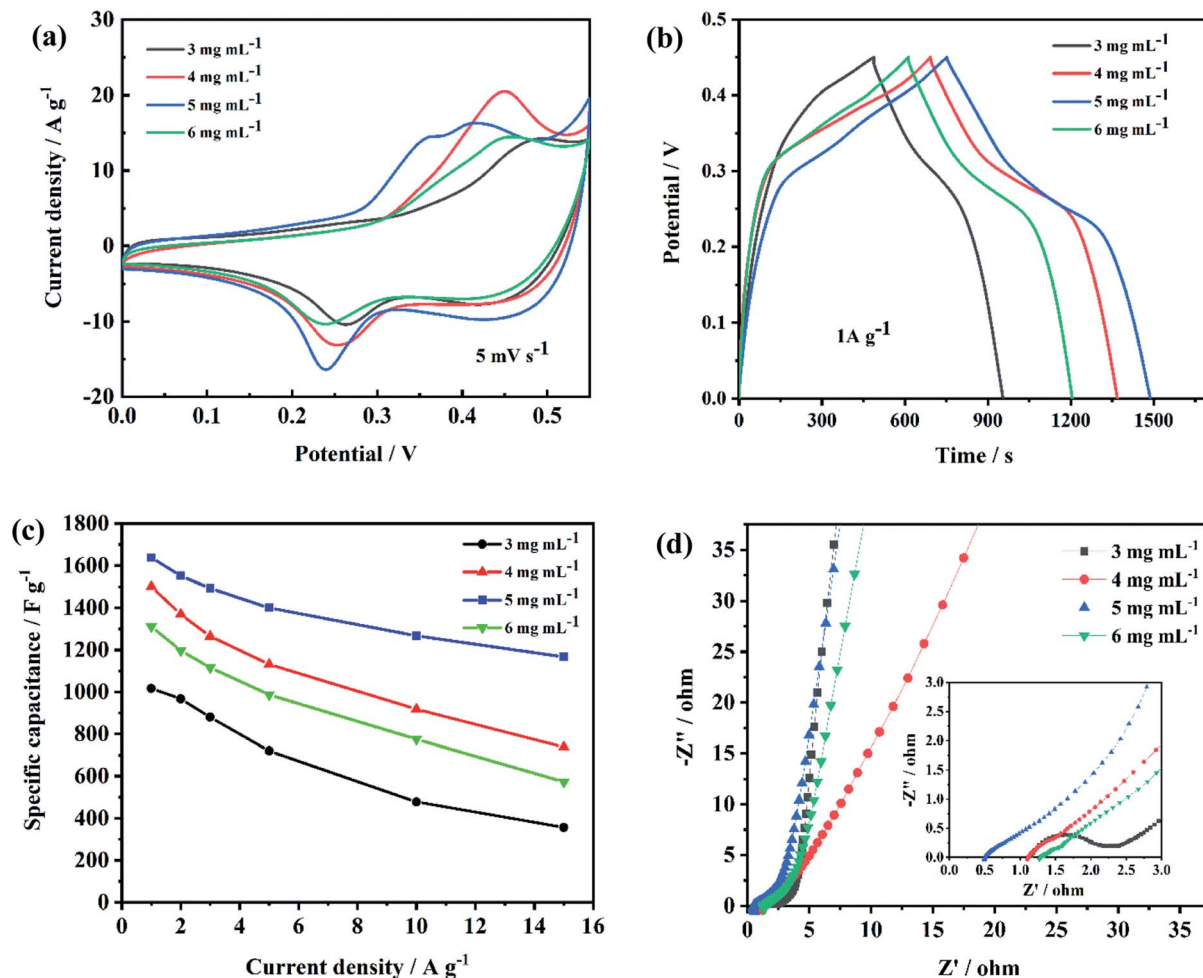 (a)
3 mg mL⁻¹
4 mg mL⁻¹
5 mg mL⁻¹
6 mg mL⁻¹
5 mV s⁻¹
30
20
10
0
-10
-20
0.0 0.1 0.2 0.3 0.4 0.5
Current density / A g⁻¹
Potential / V
(b)
3 mg mL⁻¹
4 mg mL⁻¹
5 mg mL⁻¹
6 mg mL⁻¹
1A g⁻¹
0.5
0.4
0.3
0.2
0.1
0.0
0 300 600 900 1200 1500
Potential / V
Time / s
(c)
3 mg mL⁻¹
4 mg mL⁻¹
5 mg mL⁻¹
6 mg mL⁻¹
1800
1600
1400
1200
1000
800
600
400
200
0
0 2 4 6 8 10 12 14 16
Specific capacitance / F g⁻¹
Current density / A g⁻¹
(d)
3 mg mL⁻¹
4 mg mL⁻¹
5 mg mL⁻¹
6 mg mL⁻¹
35
30
25
20
15
10
5
0
0 5 10 15 20 25 30 35
-Z" / ohm
Z' / ohm
3.0
2.5
2.0
1.5
1.0
0.5
0.0
0.0 0.5 1.0 1.5 2.0 2.5 3.0
-Z" / ohm
Z' / ohm